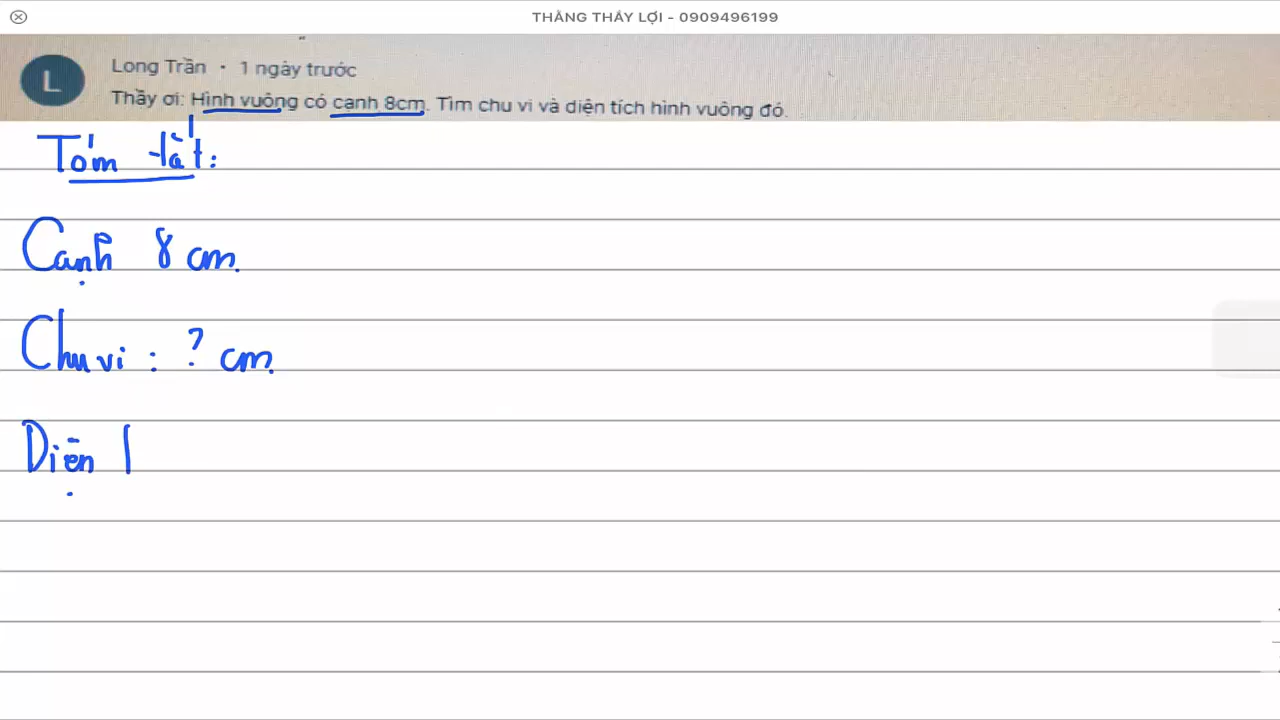 THẮNG THẦY LỢI - 0909496199
L
Long Trần · 1 ngày trước
Thầy ơi: Hình vuông có cạnh 8cm. Tìm chu vi và diện tích hình vuông đó.
Tóm tắt:
Cạnh 8 cm.
Chu vi : ? cm.
Diện